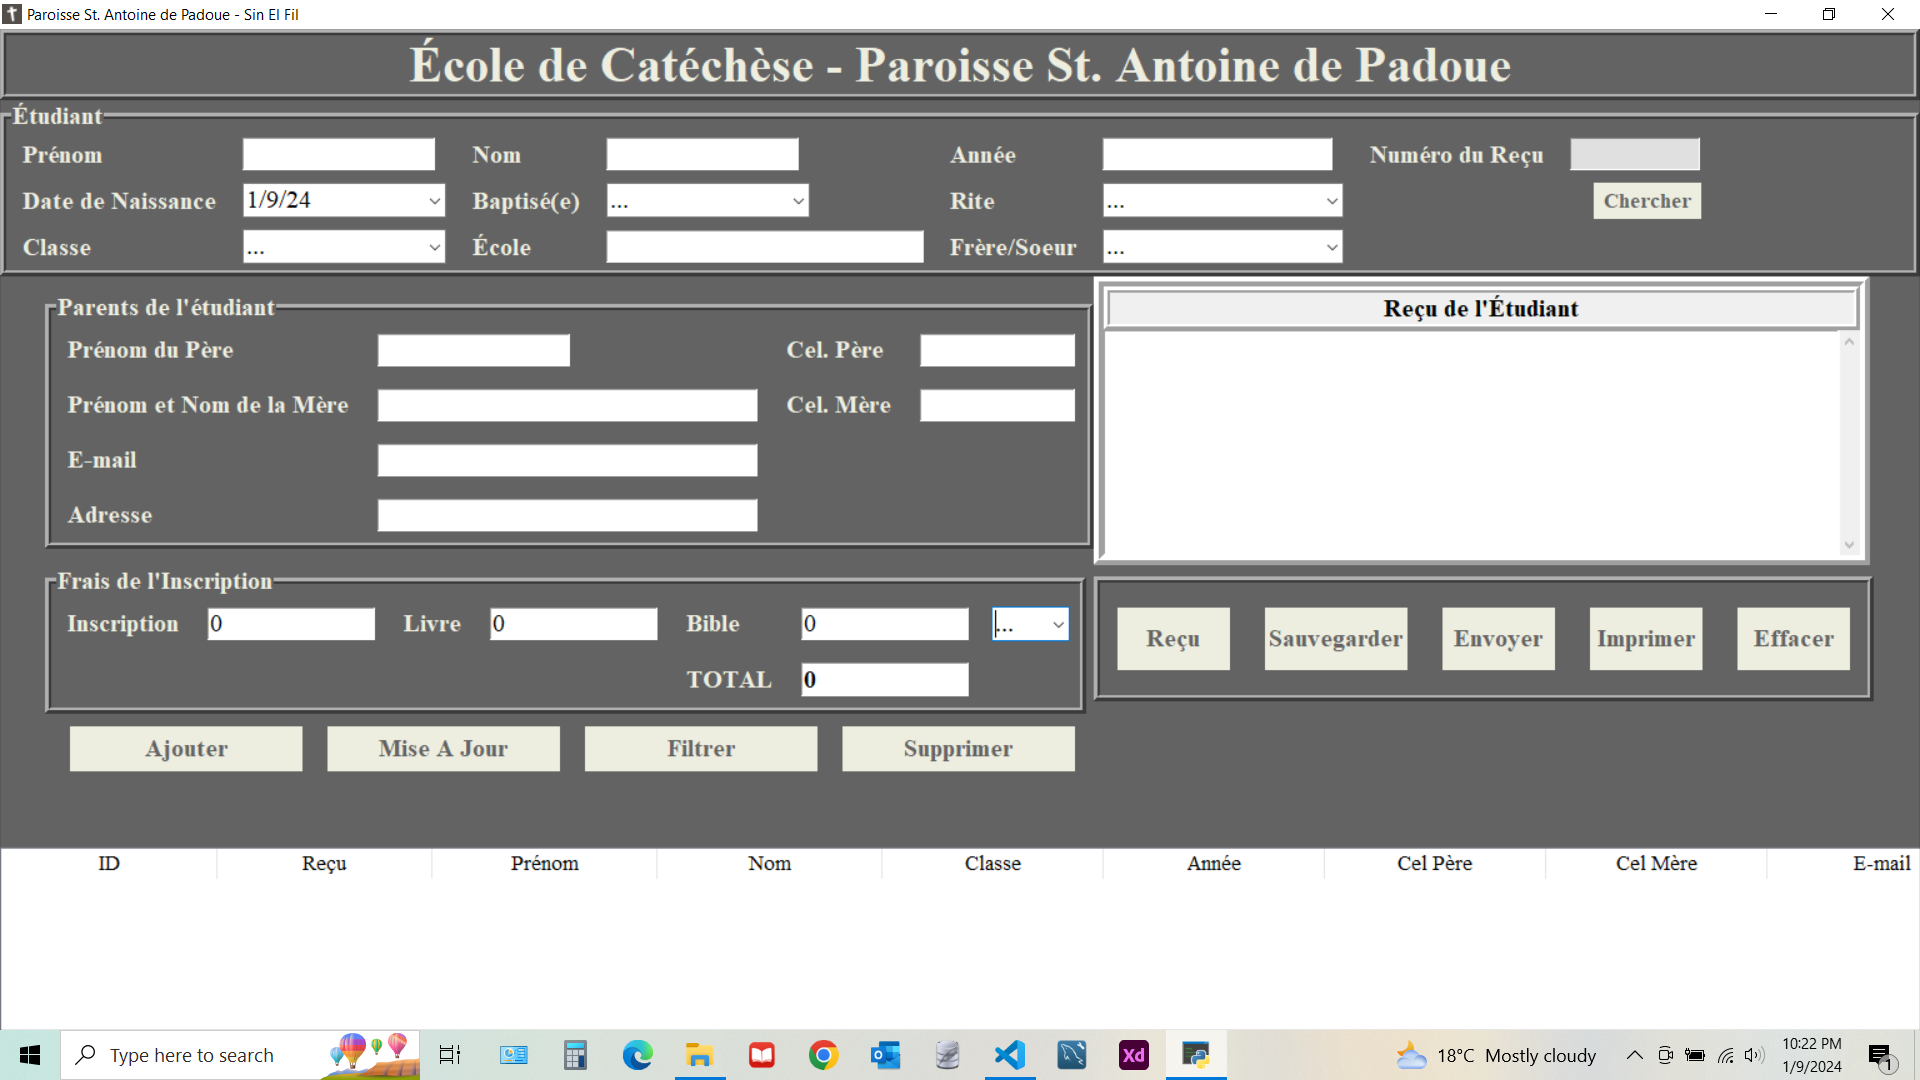 Paroisse St. Antoine de Padoue - Sin El Fil
École de Catéchèse - Paroisse St. Antoine de Padoue
Étudiant
Prénom Nom Année Numéro du Reçu
Date de Naissance 1/9/24 Baptisé(e) ... Rite ... Chercher
Classe ... École Frère/Soeur ...
Parents de l'étudiant
Reçu de l'Étudiant
Prénom du Père Cel. Père
Prénom et Nom de la Mère Cel. Mère
E-mail
Adresse
Frais de l'Inscription
Inscription 0 Livre 0 Bible 0 ...
Reçu Sauvegarder Envoyer Imprimer Effacer
TOTAL 0
Ajouter Mise A Jour Filtrer Supprimer
ID Reçu Prénom Nom Classe Année Cel Père Cel Mère E-mail
Type here to search
Xd
18°C Mostly cloudy
10:22 PM
1/9/2024
1